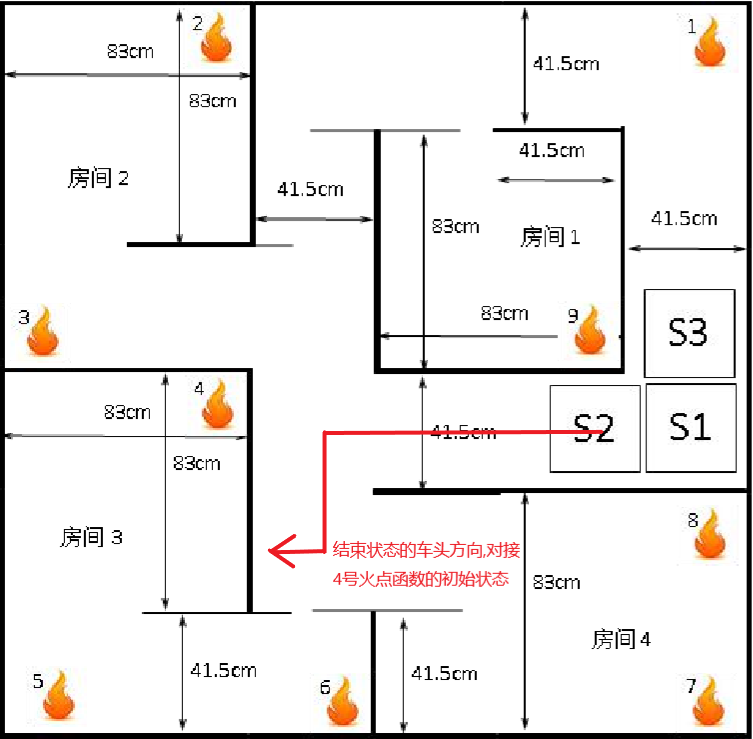 2
1
83cm
41.5cm
83cm
41.5cm
房间 2
41.5cm
41.5cm
83cm
房间 1
3
83cm
9
S3
4
83cm
41.5cm
S2
S1
83cm
房间 3
结束状态的车头方向,对接
4号火点函数的初始状态
8
83cm
房间 4
5
41.5cm
6
41.5cm
7